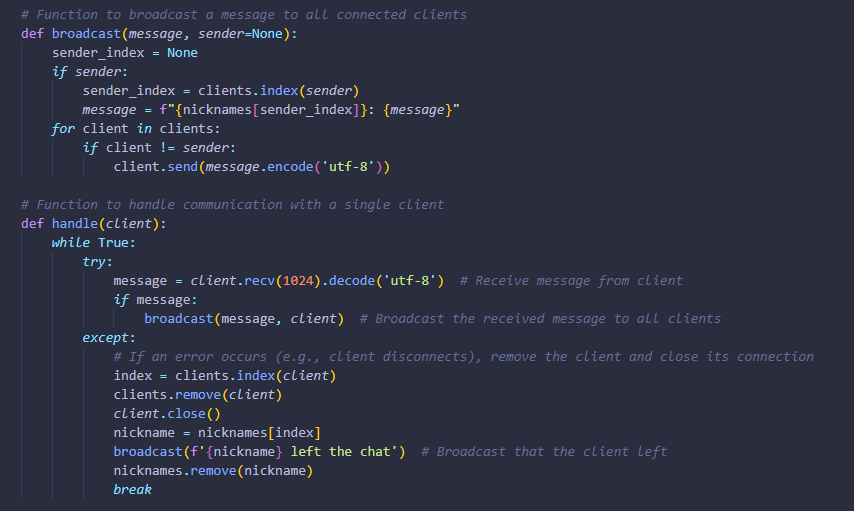 # Function to broadcast a message to all connected clients
def broadcast(message, sender=None):
    sender_index = None
    if sender:
        sender_index = clients.index(sender)
        message = f"{nicknames[sender_index]}: {message}"
    for client in clients:
        if client != sender:
            client.send(message.encode('utf-8'))

# Function to handle communication with a single client
def handle(client):
    while True:
        try:
            message = client.recv(1024).decode('utf-8')  # Receive message from client
            if message:
                broadcast(message, client)  # Broadcast the received message to all clients
        except:
            # If an error occurs (e.g., client disconnects), remove the client and close its connection
            index = clients.index(client)
            clients.remove(client)
            client.close()
            nickname = nicknames[index]
            broadcast(f'{nickname} left the chat')  # Broadcast that the client left
            nicknames.remove(nickname)
            break